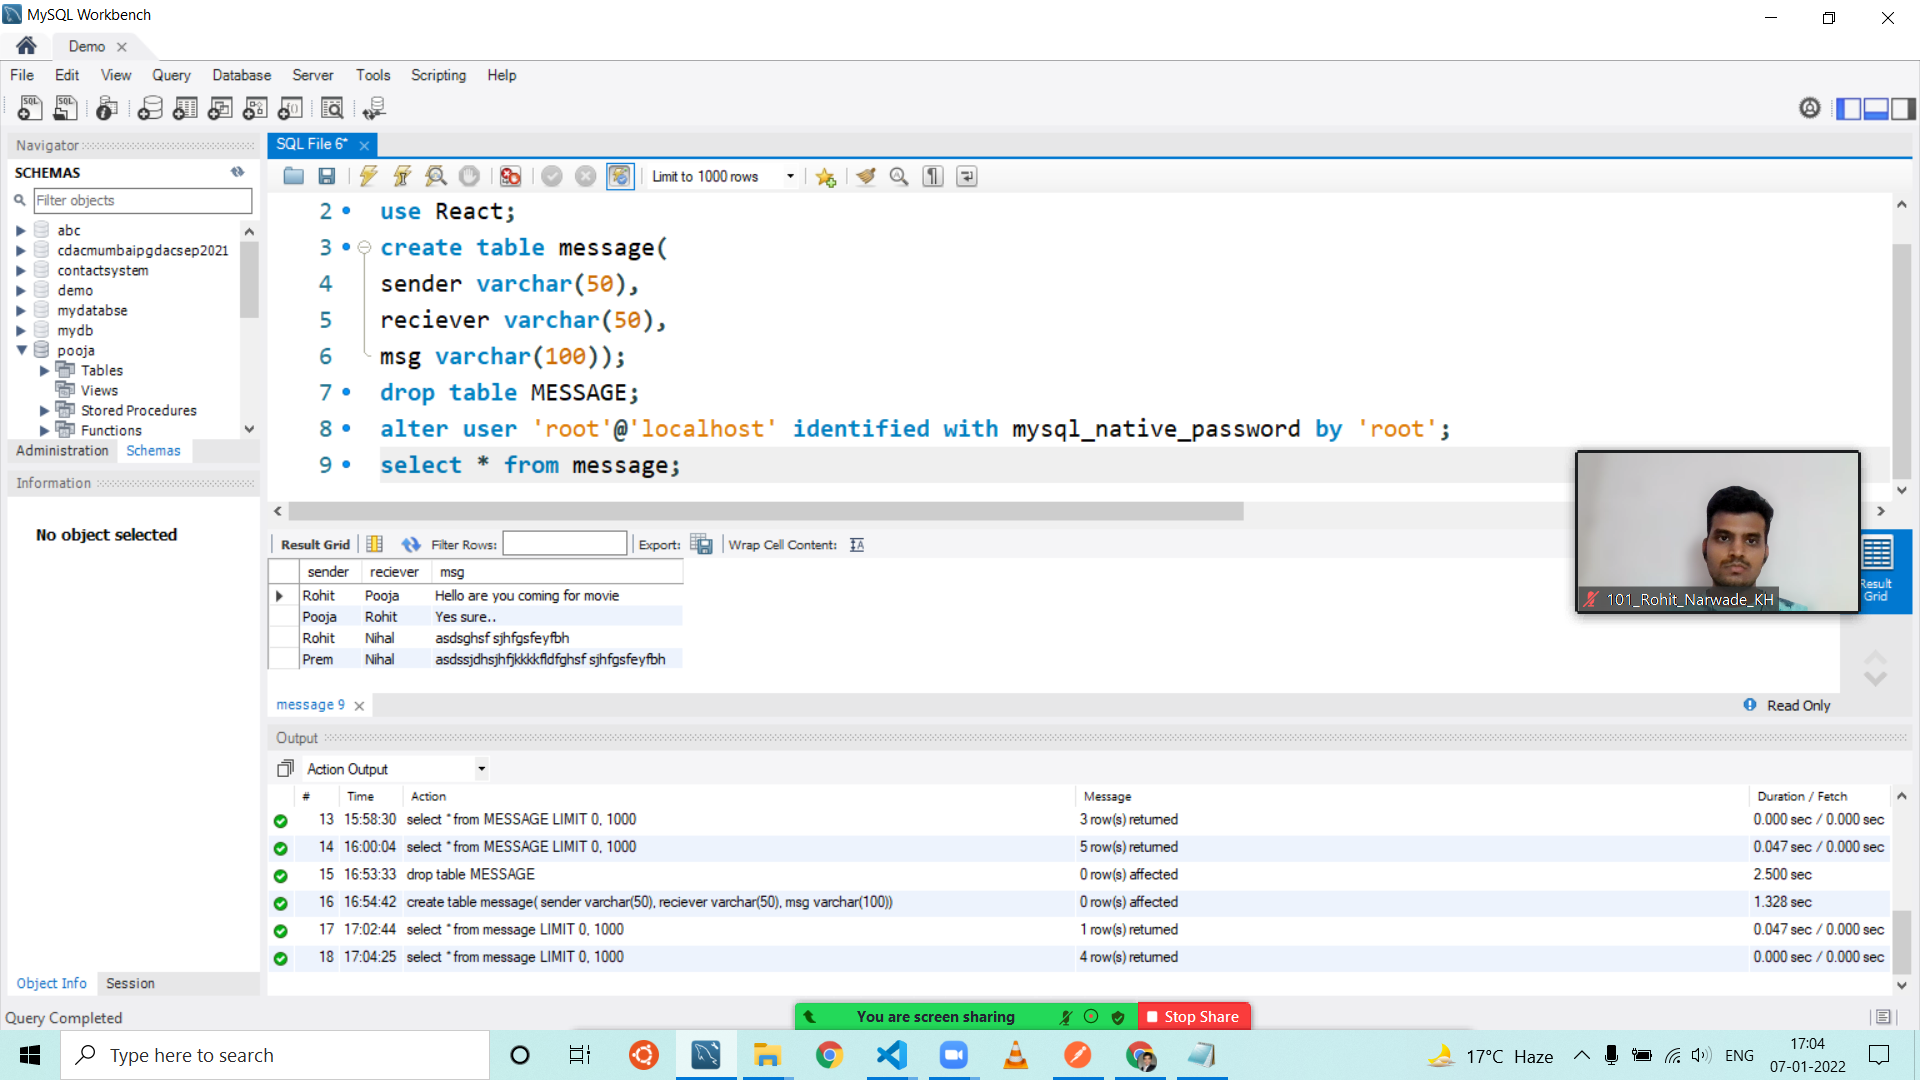 MySQL Workbench
Demo
File Edit View Query Database Server Tools Scripting Help
Navigator
SCHEMAS
Filter objects
abc
cdacmumbaipgdacsep2021
contactsystem
demo
mydatabse
mydb
pooja
Tables
Views
Stored Procedures
Functions
Administration Schemas
Information
No object selected
Object Info Session
Query Completed
SQL File 6*
Limit to 1000 rows
2 use React;
3 create table message(
4 sender varchar(50),
5 reciever varchar(50),
6 msg varchar(100));
7 drop table MESSAGE;
8 alter user 'root'@'localhost' identified with mysql_native_password by 'root';
9 select * from message;
101_Rohit_Narwade_KH
Result Grid
Result Grid Filter Rows: Export: Wrap Cell Content:
sender reciever msg
Rohit Pooja Hello are you coming for movie
Pooja Rohit Yes sure..
Rohit Nihal asdsghsf sjhfgsfeyfbh
Prem Nihal asdssjdhsjhfjkkkkfldfghsf sjhfgsfeyfbh
message 9
Read Only
Output
Action Output
# Time Action Message Duration / Fetch
13 15:58:30 select * from MESSAGE LIMIT 0, 1000 3 row(s) returned 0.000 sec / 0.000 sec
14 16:00:04 select * from MESSAGE LIMIT 0, 1000 5 row(s) returned 0.047 sec / 0.000 sec
15 16:53:33 drop table MESSAGE 0 row(s) affected 2.500 sec
16 16:54:42 create table message( sender varchar(50), reciever varchar(50), msg varchar(100)) 0 row(s) affected 1.328 sec
17 17:02:44 select * from message LIMIT 0, 1000 1 row(s) returned 0.047 sec / 0.000 sec
18 17:04:25 select * from message LIMIT 0, 1000 4 row(s) returned 0.000 sec / 0.000 sec
You are screen sharing Stop Share
Type here to search
17°C Haze
ENG
17:04
07-01-2022